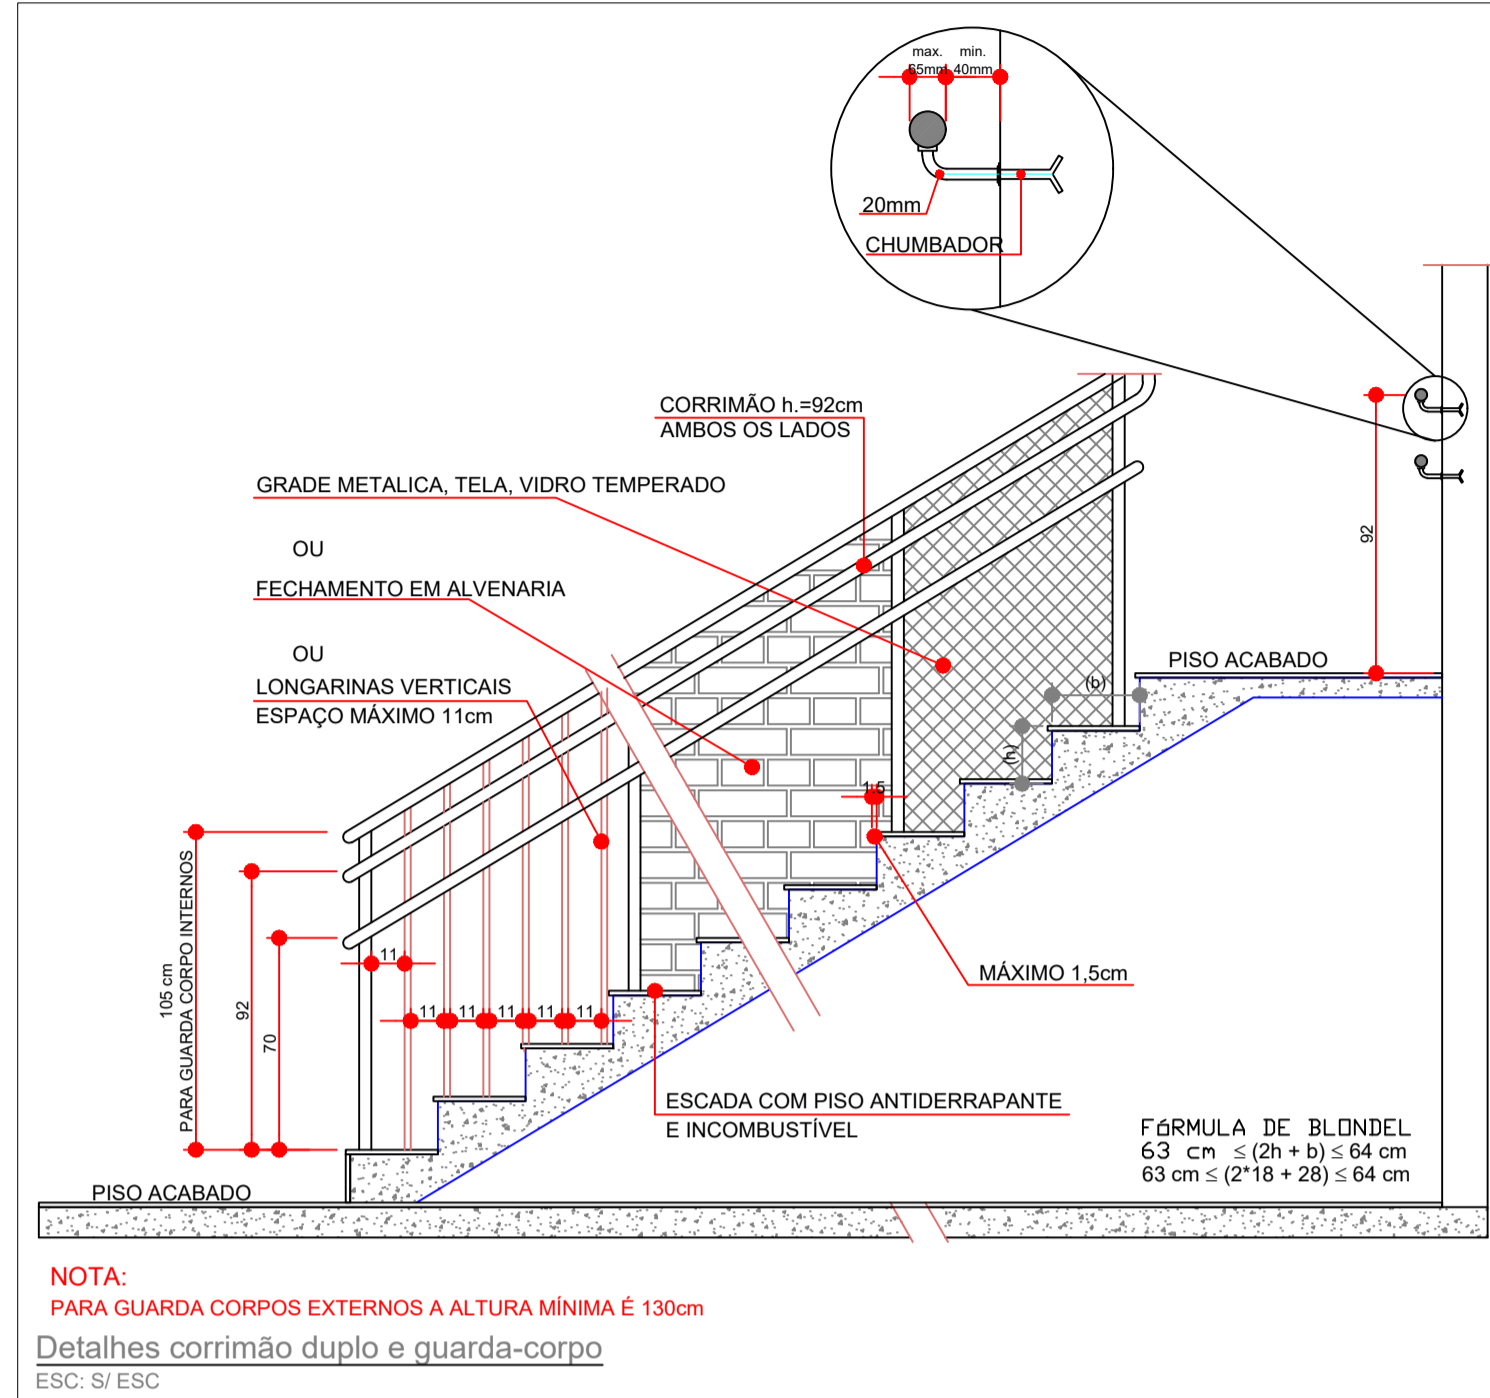 max. min.
65mm 40mm
20mm
CHUMBADOR
CORRIMÃO h.=92cm
AMBOS OS LADOS
GRADE METALICA, TELA, VIDRO TEMPERADO
OU
FECHAMENTO EM ALVENARIA
OU
LONGARINAS VERTICAIS
ESPAÇO MÁXIMO 11cm
92
PISO ACABADO
(b)
(h)
1.5
105 cm
PARA GUARDA CORPO INTERNOS
92
70
11
11 11 11 11 11
MÁXIMO 1,5cm
ESCADA COM PISO ANTIDERRAPANTE
E INCOMBUSTÍVEL
FóRMULA DE BLONDEL
63 cm ≤ (2h + b) ≤ 64 cm
63 cm ≤ (2*18 + 28) ≤ 64 cm
PISO ACABADO
NOTA:
PARA GUARDA CORPOS EXTERNOS A ALTURA MÍNIMA É 130cm
Detalhes corrimão duplo e guarda-corpo
ESC: S/ ESC